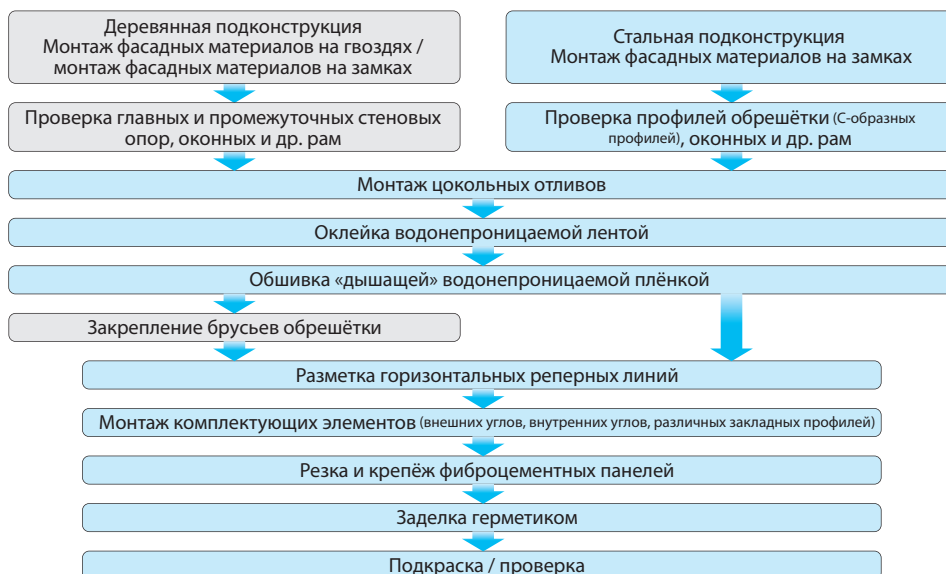 Деревянная подконструкция
Монтаж фасадных материалов на гвоздях /
монтаж фасадных материалов на замках
Стальная подконструкция
Монтаж фасадных материалов на замках
Проверка главных и промежуточных стеновых
опор, оконных и др. рам
Проверка профилей обрешётки (С-образных
профилей), оконных и др. рам
Монтаж цокольных отливов
Оклейка водонепроницаемой лентой
Обшивка «дышащей» водонепроницаемой плёнкой
Закрепление брусьев обрешётки
Разметка горизонтальных реперных линий
Монтаж комплектующих элементов (внешних углов, внутренних углов, различных закладных профилей)
Резка и крепёж фиброцементных панелей
Заделка герметиком
Подкраска / проверка